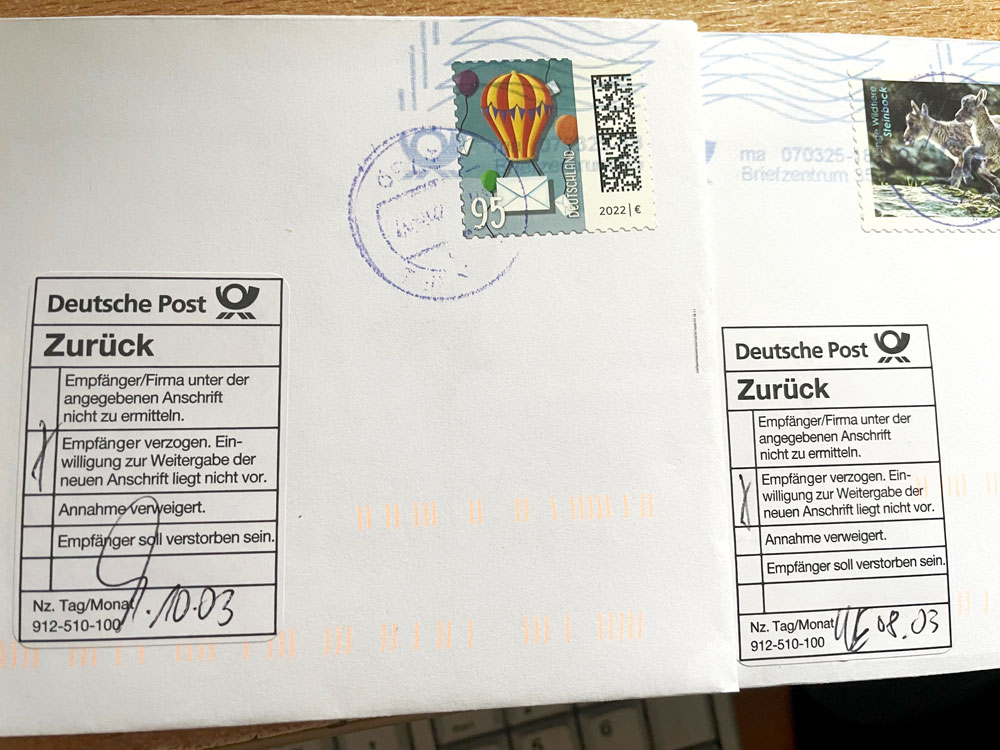 95
DEUTSCHLAND
2022 | €
Deutsche Post
Zurück
Empfänger/Firma unter der
angegebenen Anschrift
nicht zu ermitteln.
Empfänger verzogen. Ein-
willigung zur Weitergabe der
neuen Anschrift liegt nicht vor.
Annahme verweigert.
Empfänger soll verstorben sein.
Nz. Tag/Monat
912-510-100
10.03
Steinbock
ma 070325-18
Briefzentrum
Deutsche Post
Zurück
Empfänger/Firma unter der
angegebenen Anschrift
nicht zu ermitteln.
Empfänger verzogen. Ein-
willigung zur Weitergabe der
neuen Anschrift liegt nicht vor.
Annahme verweigert.
Empfänger soll verstorben sein.
Nz. Tag/Monat
912-510-100
08.03